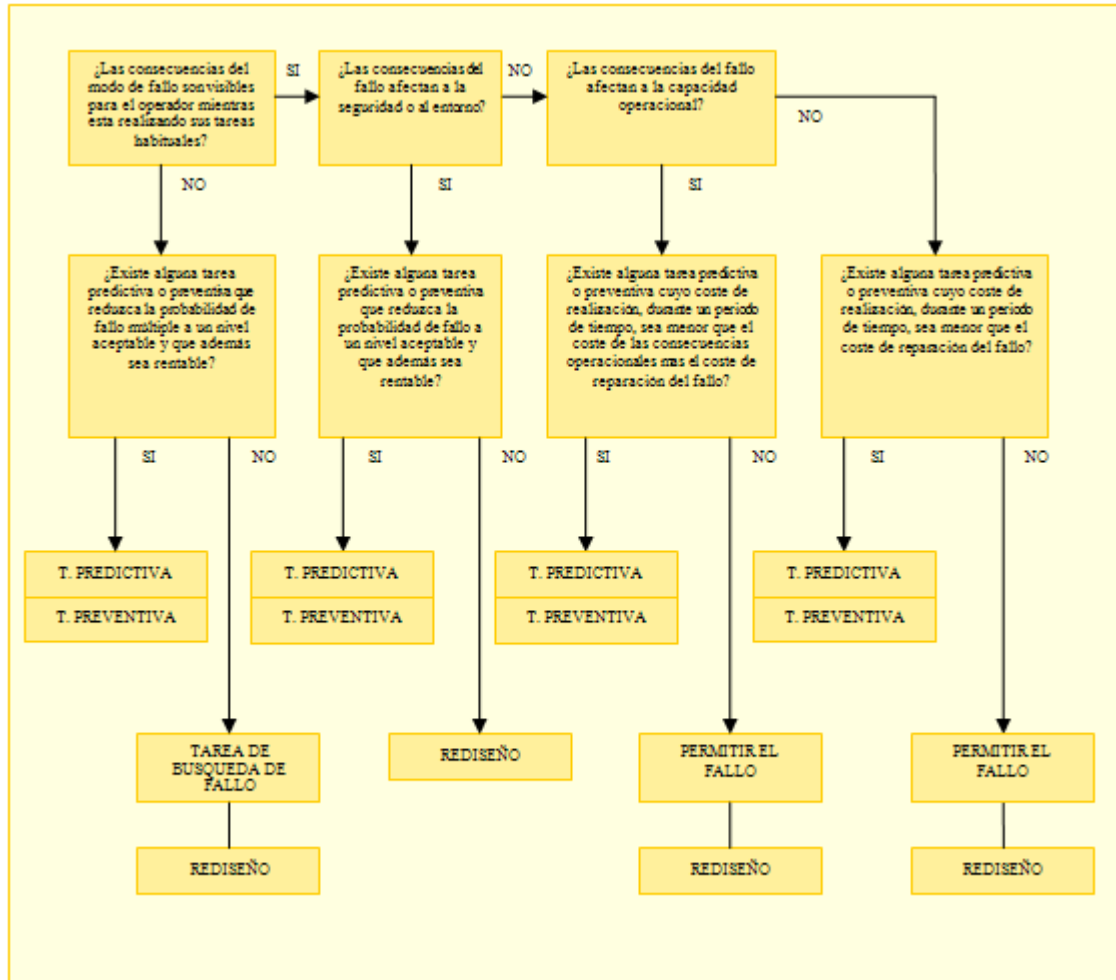 ¿Las consecuencias del
modo de fallo son visibles
para el operador mientras
esta realizando sus tareas
habituales?
SI
¿Las consecuencias del
fallo afectan a la
seguridad o al entorno?
NO
¿Las consecuencias del fallo
afectan a la capacidad
operacional?
NO
NO
SI
SI
¿Existe alguna tarea
predictiva o preventiva que
reduzca la probabilidad de
fallo múltiple a un nivel
aceptable y que además
sea rentable?
¿Existe alguna tarea
predictiva o preventiva
que reduzca la
probabilidad de fallo a
un nivel aceptable y
que además sea
rentable?
¿Existe alguna tarea predictiva
o preventiva cuyo coste de
realización, durante un periodo
de tiempo, sea menor que el
coste de las consecuencias
operacionales mas el coste de
reparación del fallo?
¿Existe alguna tarea predictiva
o preventiva cuyo coste de
realización, durante un periodo
de tiempo, sea menor que el
coste de reparación del fallo?
SI
NO
SI
NO
SI
NO
SI
NO
T. PREDICTIVA
T. PREVENTIVA
T. PREDICTIVA
T. PREVENTIVA
T. PREDICTIVA
T. PREVENTIVA
T. PREDICTIVA
T. PREVENTIVA
TAREA DE
BUSQUEDA DE
FALLO
REDISEÑO
PERMITIR EL
FALLO
PERMITIR EL
FALLO
REDISEÑO
REDISEÑO
REDISEÑO